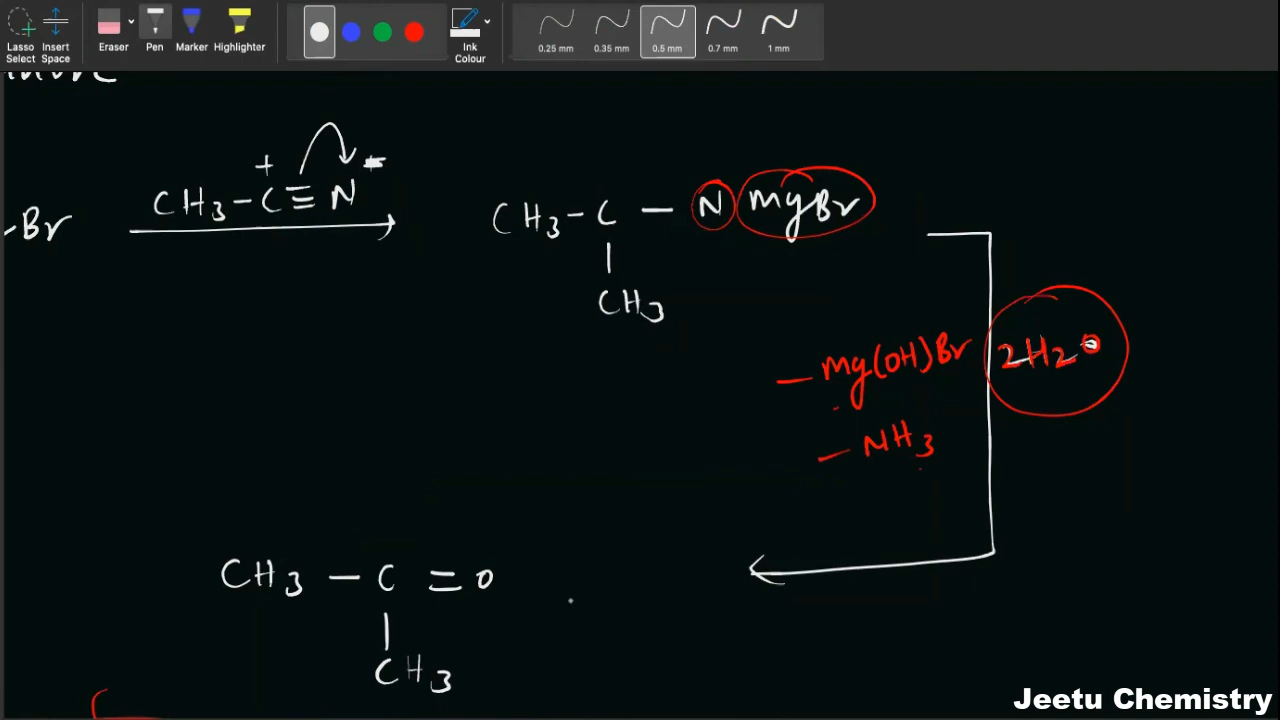 Lasso Select
Insert Space
Eraser
Pen
Marker
Highlighter
Ink Colour
0.25 mm
0.35 mm
0.5 mm
0.7 mm
1 mm
-Br
CH3-C≡N
+
-
CH3-C-N MgBr
|
CH3
2H2O
- Mg(OH)Br
- NH3
CH3-C=O
|
CH3
Jeetu Chemistry